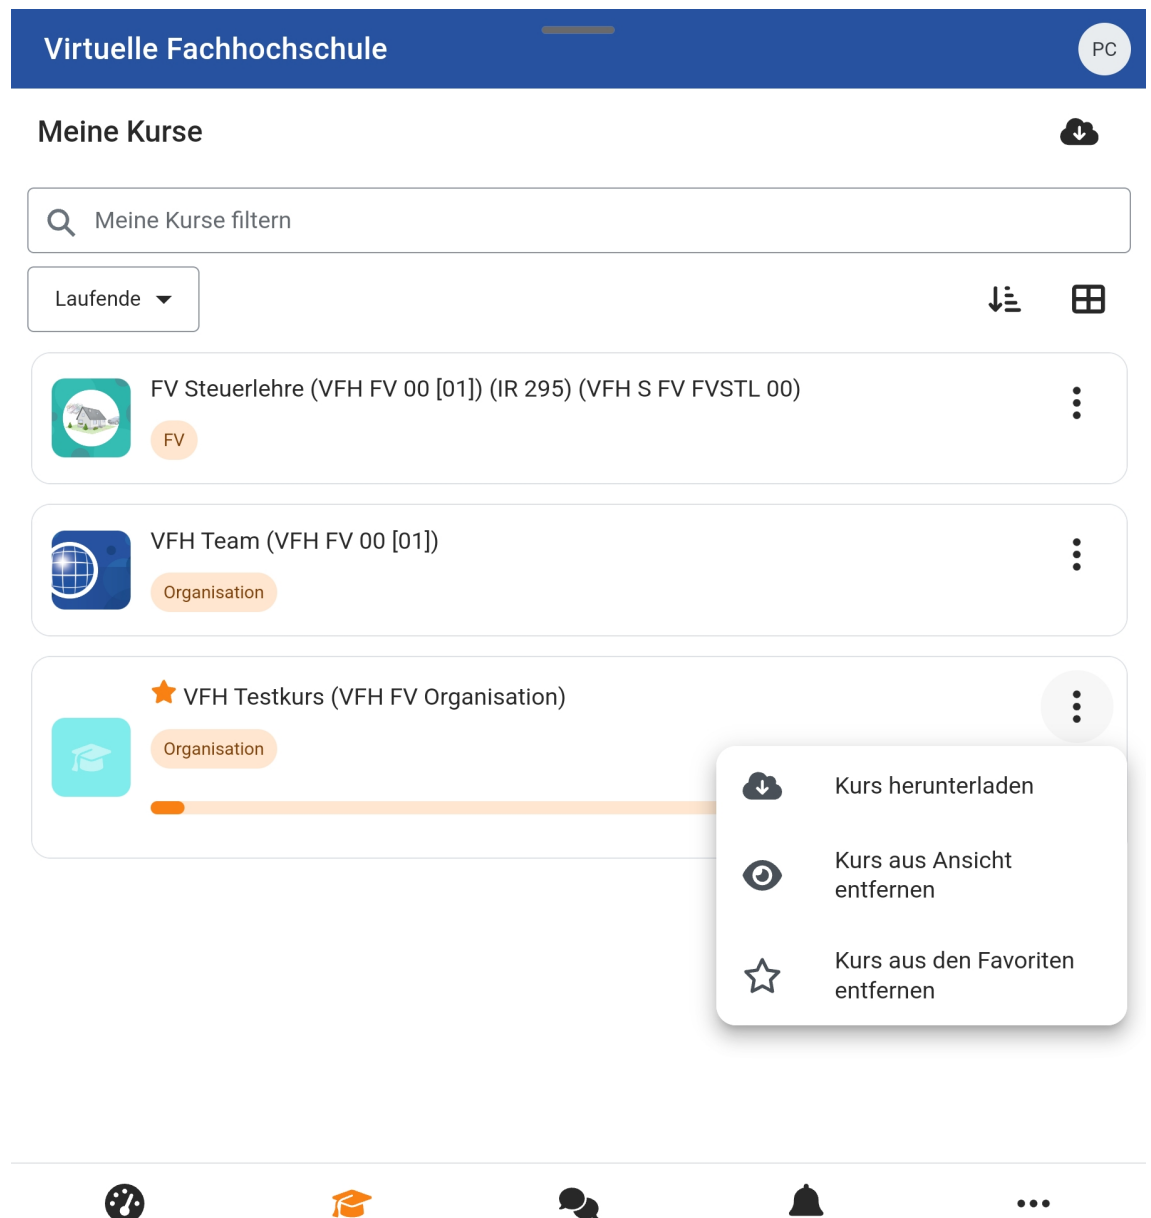 Virtuelle Fachhochschule
PC
Meine Kurse
Meine Kurse filtern
Laufende
FV Steuerlehre (VFH FV 00 [01]) (IR 295) (VFH S FV FVSTL 00)
FV
VFH Team (VFH FV 00 [01])
Organisation
VFH Testkurs (VFH FV Organisation)
Organisation
Kurs herunterladen
Kurs aus Ansicht
entfernen
Kurs aus den Favoriten
entfernen